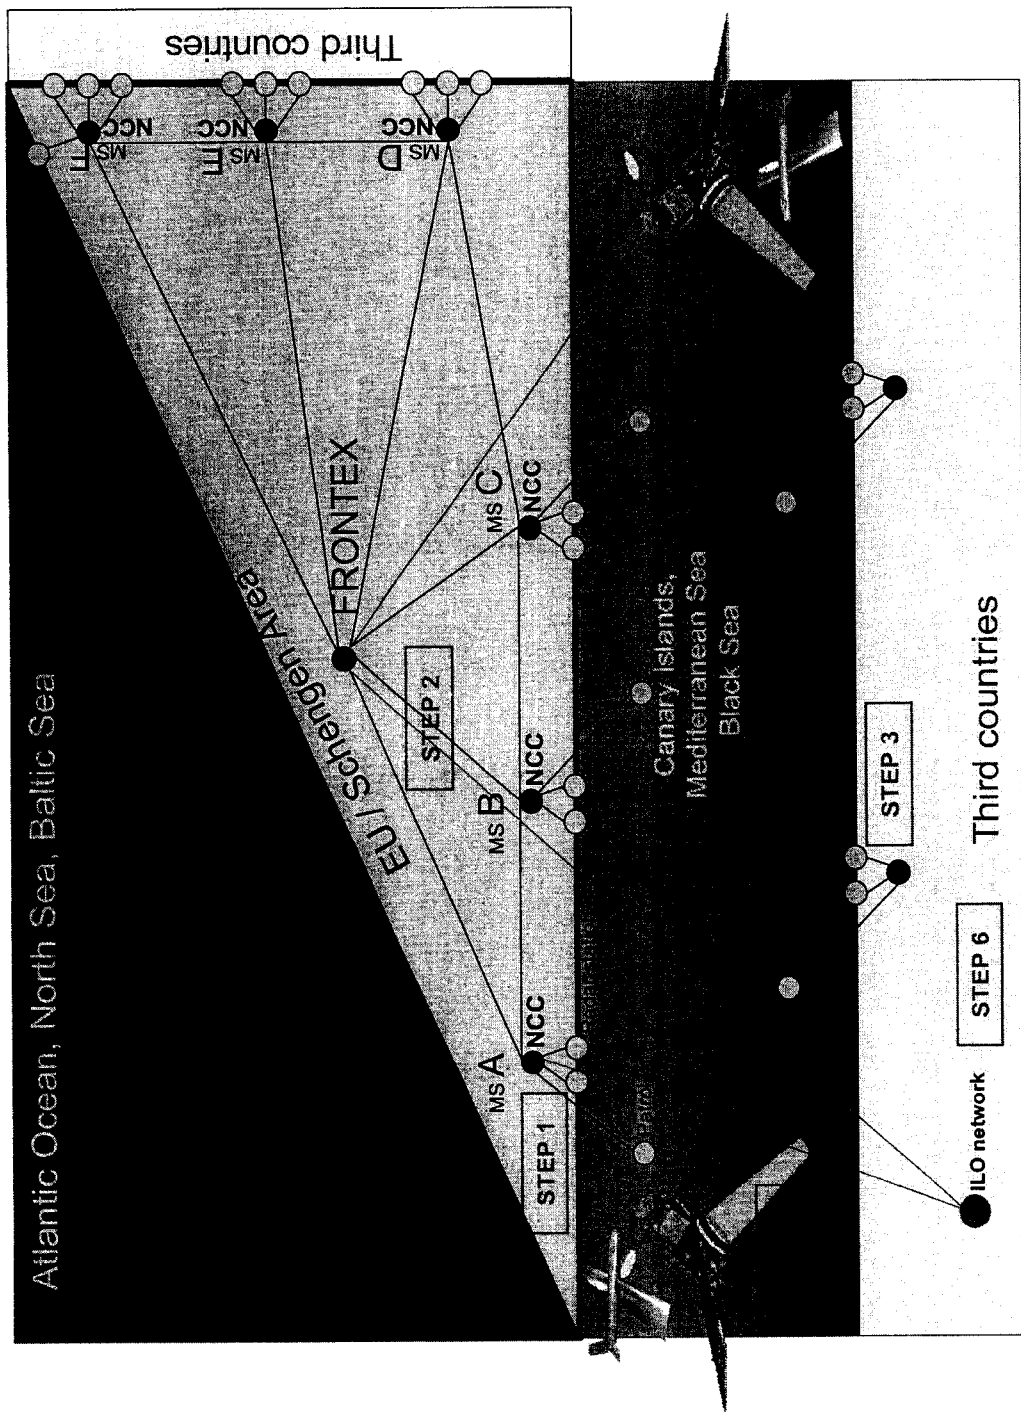 Atlantic Ocean, North Sea, Baltic Sea
Third countries
EU / Schengen Area
FRONTEX
MS F
NCC
MS E
NCC
MS D
NCC
STEP 2
MS A
NCC
MS B
NCC
MS C
NCC
STEP 1
Canary Islands,
Mediterranean Sea
Black Sea
STEP 3
STEP 6
Third countries
ILO network